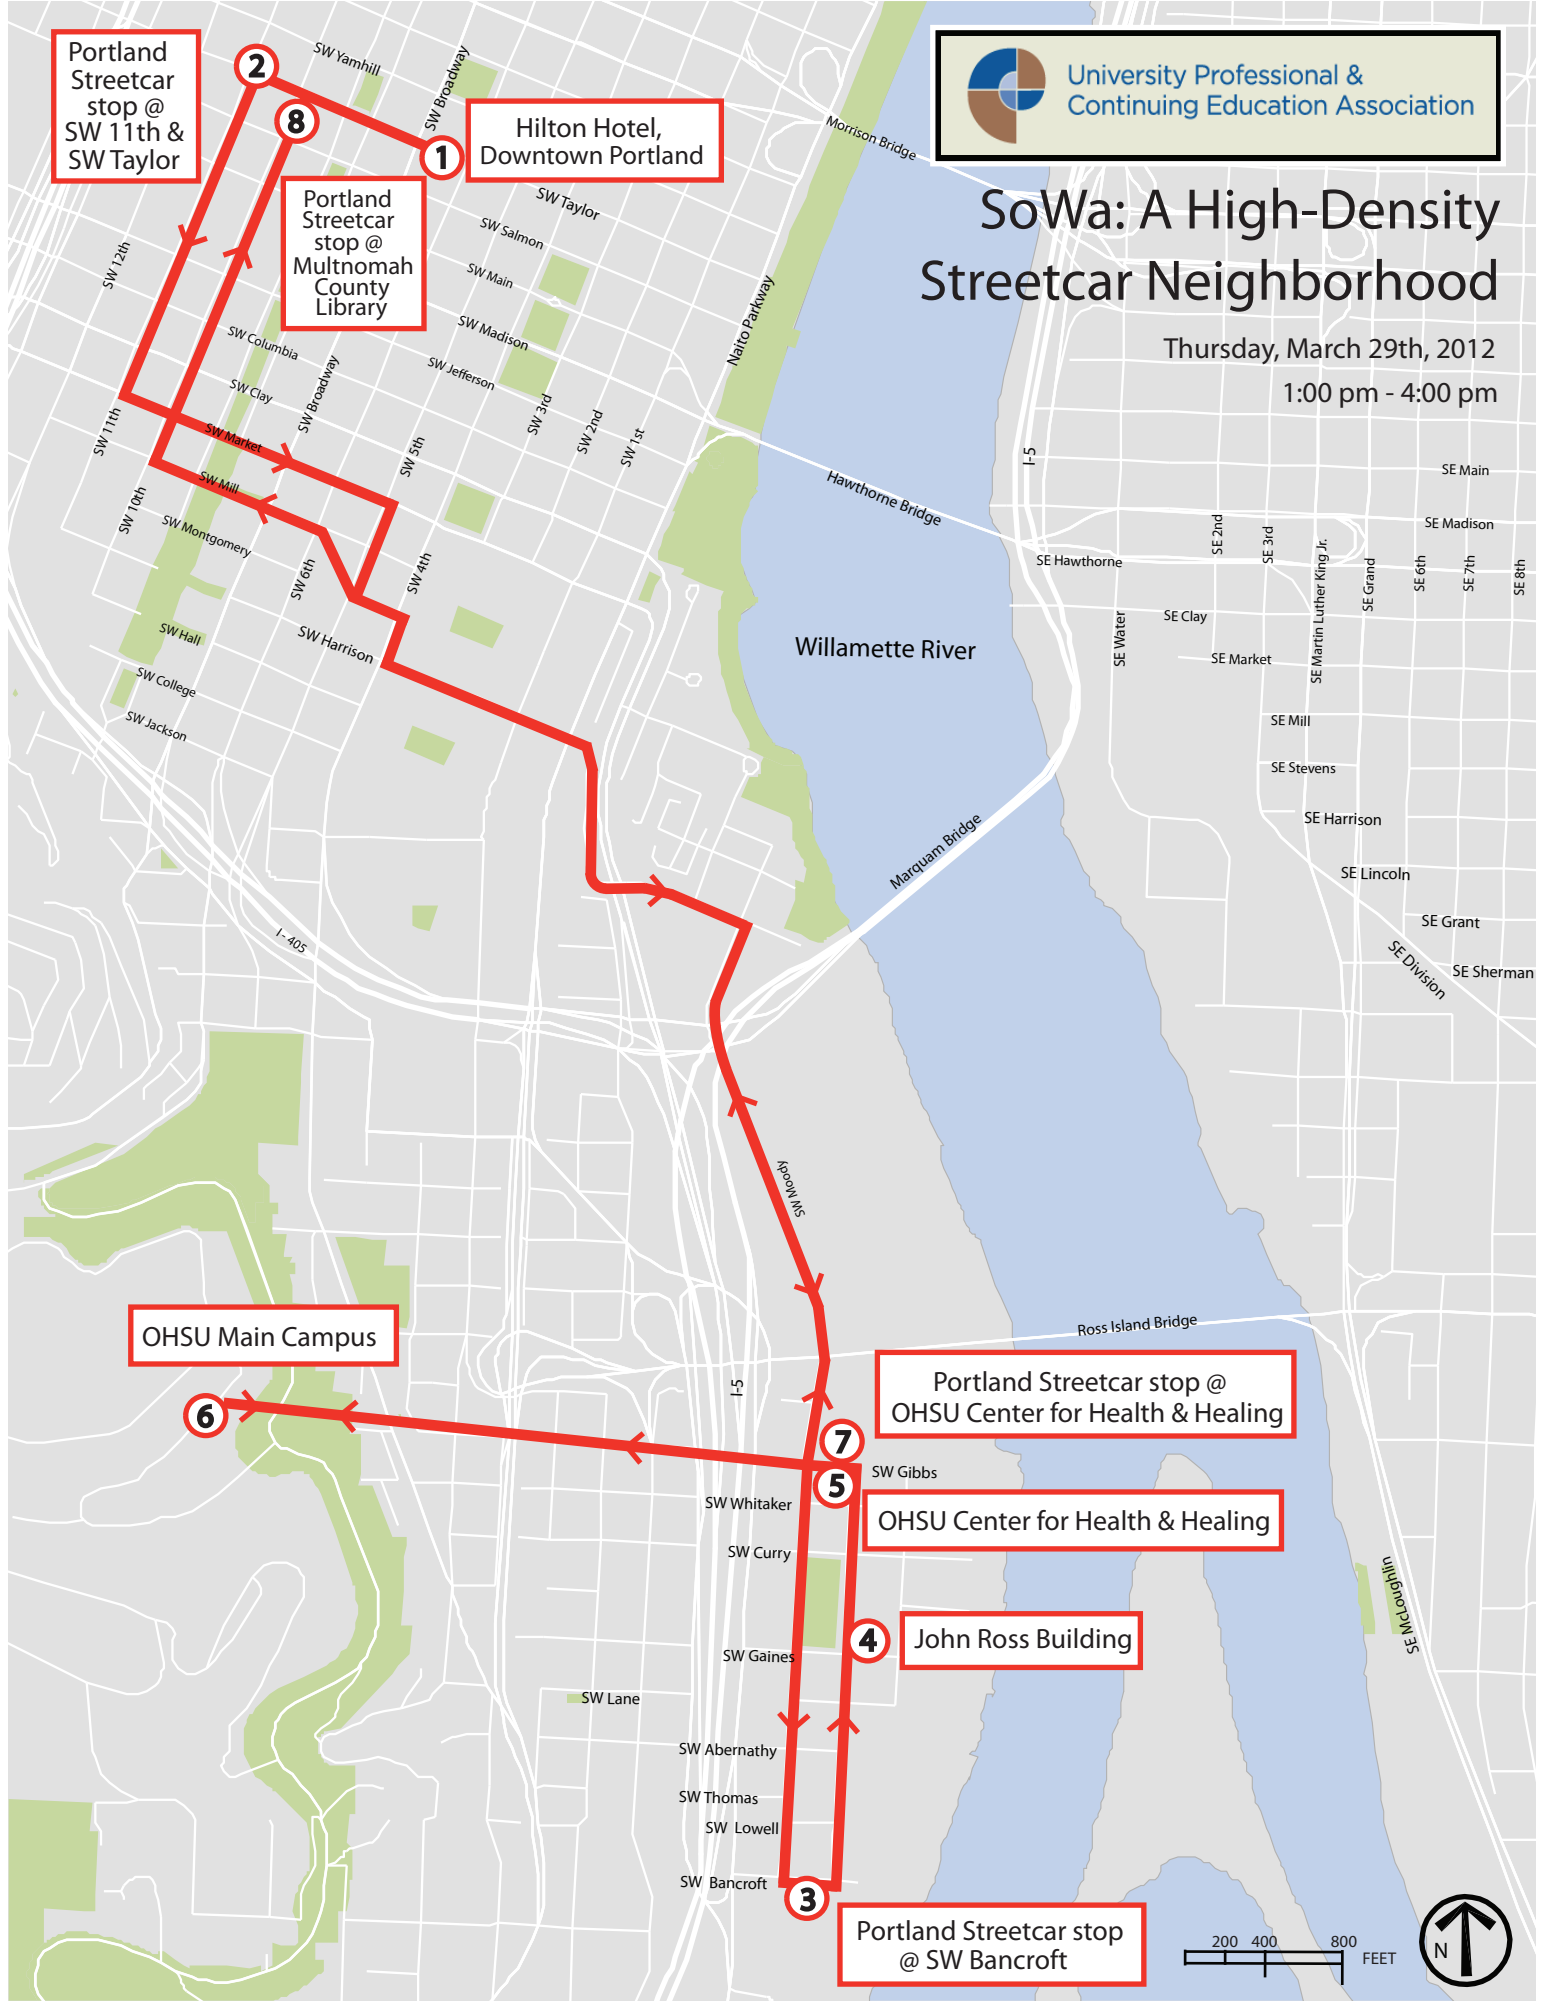 University Professional &
Continuing Education Association
SoWa: A High-Density
Streetcar Neighborhood
Thursday, March 29th, 2012
1:00 pm - 4:00 pm
Portland
Streetcar
stop @
SW 11th &
SW Taylor
2
8
1
Hilton Hotel,
Downtown Portland
Portland
Streetcar
stop @
Multnomah
County
Library
SW Yamhill
SW Broadway
Morrison Bridge
SW Taylor
SW Salmon
SW Main
SW Madison
SW Jefferson
SW 12th
SW Columbia
SW Clay
SW Broadway
Naito Parkway
SW 11th
SW Market
SW Mill
SW 10th
SW Montgomery
SW 3rd
SW 2nd
SW 1st
SW 5th
SW 4th
SW 6th
SW Hall
SW Harrison
SW College
SW Jackson
I-5
Hawthorne Bridge
SE Main
SE Madison
SE Hawthorne
SE 2nd
SE 3rd
SE Martin Luther King Jr.
SE Grand
SE 6th
SE 7th
SE 8th
SE Water
SE Clay
SE Market
Willamette River
SE Mill
SE Stevens
SE Harrison
SE Lincoln
SE Grant
SE Division
SE Sherman
Marquam Bridge
I - 405
SW Moody
Ross Island Bridge
OHSU Main Campus
6
I-5
Portland Streetcar stop @
OHSU Center for Health & Healing
7
5
SW Gibbs
SW Whitaker
OHSU Center for Health & Healing
SW Curry
4
John Ross Building
SW Gaines
SW Lane
SW Abernathy
SW Thomas
SW Lowell
SW Bancroft
3
Portland Streetcar stop
@ SW Bancroft
SE McLoughlin
200 400 800
FEET
N